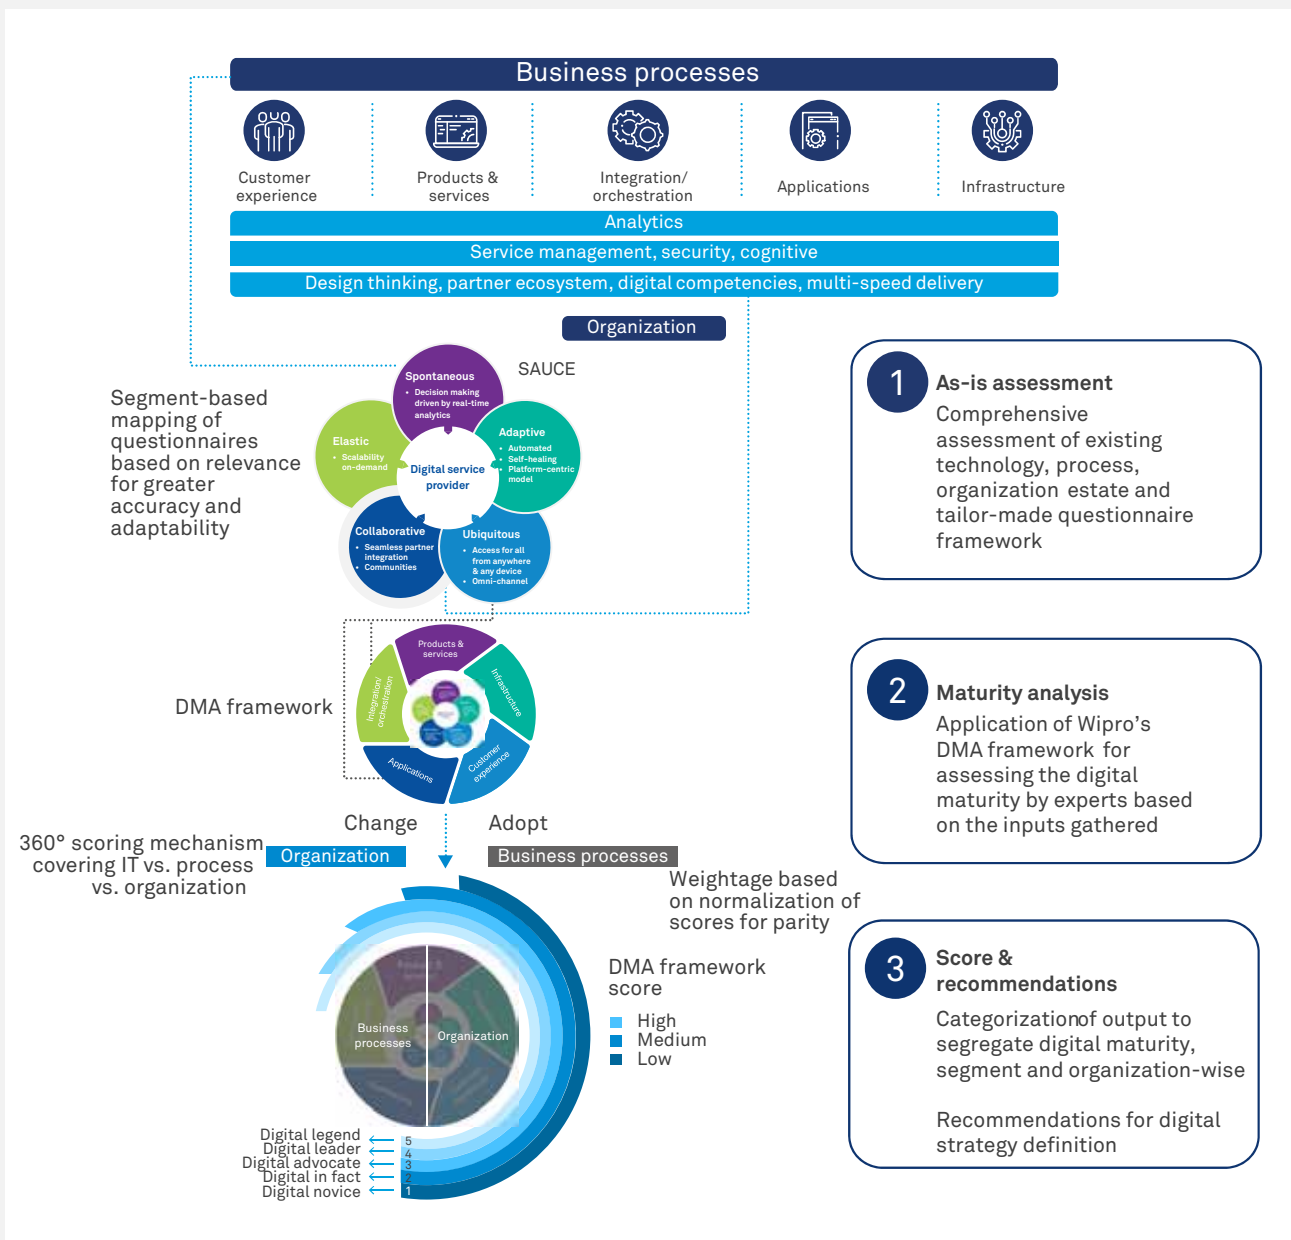 Business processes
Customer
experience
Products &
services
Integration/
orchestration
Applications
Infrastructure
Analytics
Service management, security, cognitive
Design thinking, partner ecosystem, digital competencies, multi-speed delivery
Organization
SAUCE
Segment-based
mapping of
questionnaires
based on relevance
for greater
accuracy and
adaptability
Spontaneous
• Decision making
driven by real-time
analytics
Elastic
• Scalability
on-demand
Adaptive
• Automated
• Self-healing
• Platform-centric
model
Digital service
provider
Collaborative
• Seamless partner
integration
• Communities
Ubiquitous
• Access for all
from anywhere
& any device
• Omni-channel
1
As-is assessment
Comprehensive
assessment of existing
technology, process,
organization estate and
tailor-made questionnaire
framework
DMA framework
Products &
services
Infrastructure
Customer
experience
Applications
Integration/
orchestration
2
Maturity analysis
Application of Wipro's
DMA framework for
assessing the digital
maturity by experts based
on the inputs gathered
Change
Adopt
360° scoring mechanism
covering IT vs. process
vs. organization
Organization
Business processes
Weightage based
on normalization of
scores for parity
Business
processes
Organization
DMA framework
score
High
Medium
Low
Digital legend
5
Digital leader
4
Digital advocate
3
Digital in fact
2
Digital novice
1
3
Score &
recommendations
Categorizationof output to
segregate digital maturity,
segment and organization-wise
Recommendations for digital
strategy definition